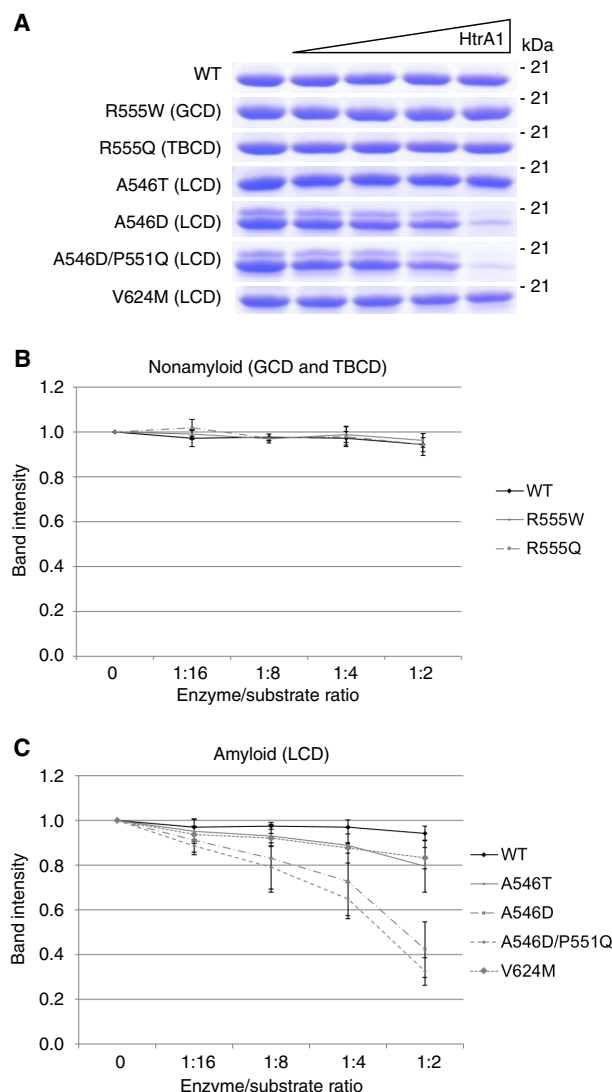 A
HtrA1
kDa
WT
- 21
R555W (GCD)
- 21
R555Q (TBCD)
- 21
A546T (LCD)
- 21
A546D (LCD)
- 21
A546D/P551Q (LCD)
- 21
V624M (LCD)
- 21
B
Nonamyloid (GCD and TBCD)
1.2
1.0
0.8
0.6
0.4
0.2
0.0
Band intensity
0 1:16 1:8 1:4 1:2
Enzyme/substrate ratio
WT
R555W
R555Q
C
Amyloid (LCD)
1.2
1.0
0.8
0.6
0.4
0.2
0.0
Band intensity
0 1:16 1:8 1:4 1:2
Enzyme/substrate ratio
WT
A546T
A546D
A546D/P551Q
V624M